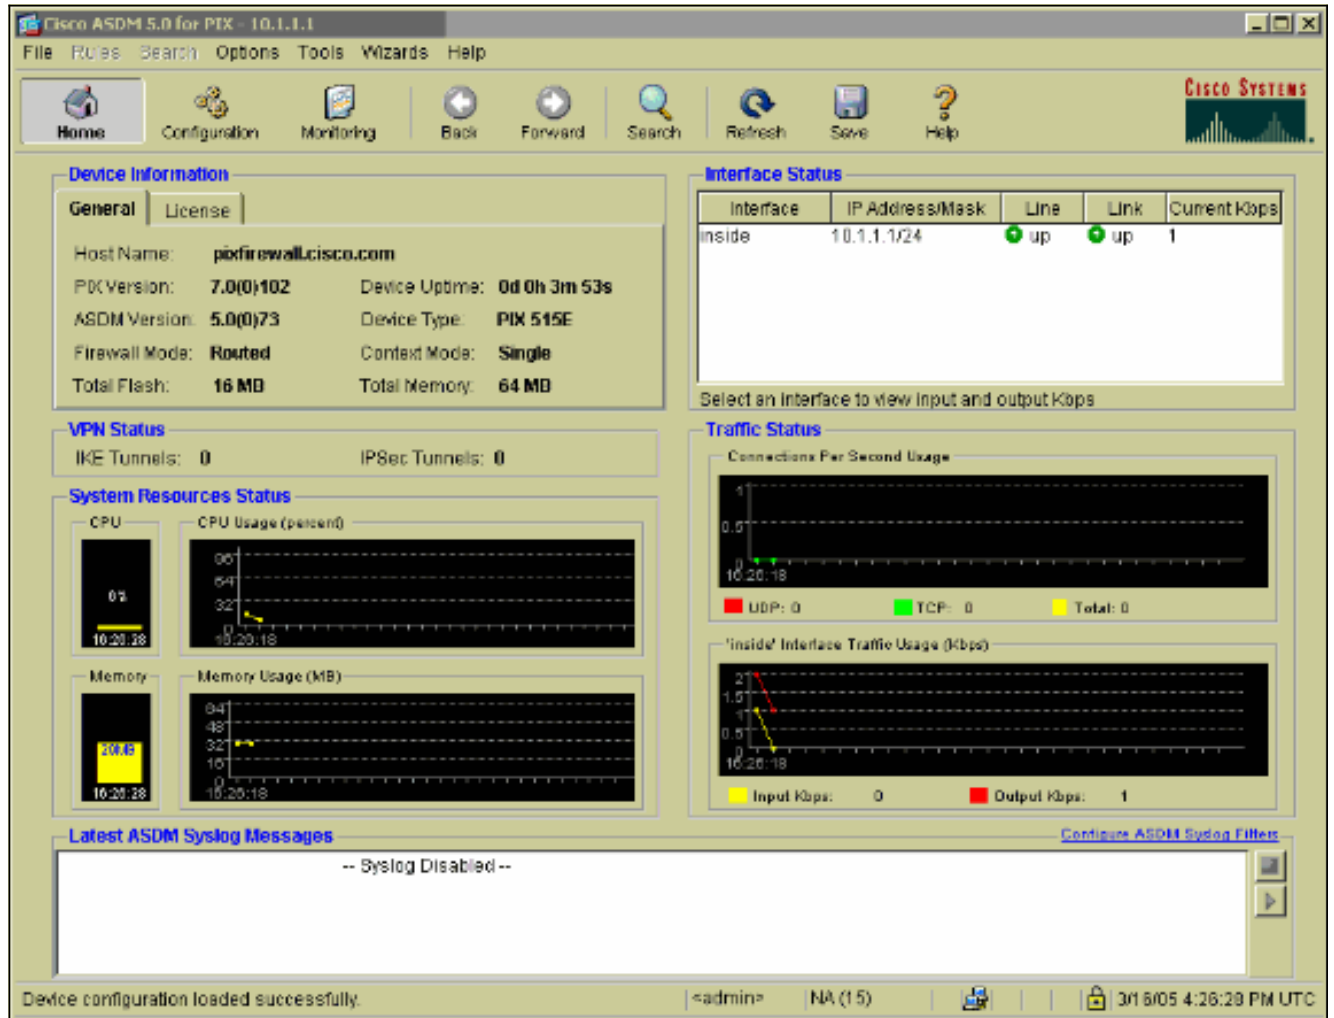 Cisco ASDM 5.0 for PIX - 10.1.1.1
File Rules Search Options Tools Wizards Help
Home Configuration Monitoring Back Forward Search Refresh Save Help
CISCO SYSTEMS
Device Information
General License
Host Name: pixfirewall.cisco.com
PIX Version: 7.0(0)102 Device Uptime: 0d 0h 3m 53s
ASDM Version: 5.0(0)73 Device Type: PIX 515E
Firewall Mode: Routed Context Mode: Single
Total Flash: 16 MB Total Memory: 64 MB
Interface Status
Interface IP Address/Mask Line Link Current Kbps
inside 10.1.1.1/24 up up 1
Select an interface to view input and output Kbps
VPN Status
IKE Tunnels: 0 IPSec Tunnels: 0
System Resources Status
CPU
0%
16:26:28
CPU Usage (percent)
96
64
32
0
16:26:18
Memory
16:26:28
Memory Usage (MB)
64
48
32
16
0
16:26:18
Traffic Status
Connections Per Second Usage
1
0.5
0
16:26:18
UDP: 0 TCP: 0 Total: 0
'inside' Interface Traffic Usage (Kbps)
2
1.5
1
0.5
0
16:26:18
Input Kbps: 0 Output Kbps: 1
Latest ASDM Syslog Messages
Configure ASDM Syslog Filters
-- Syslog Disabled --
Device configuration loaded successfully.
<admin> NA (15) 3/16/05 4:26:28 PM UTC